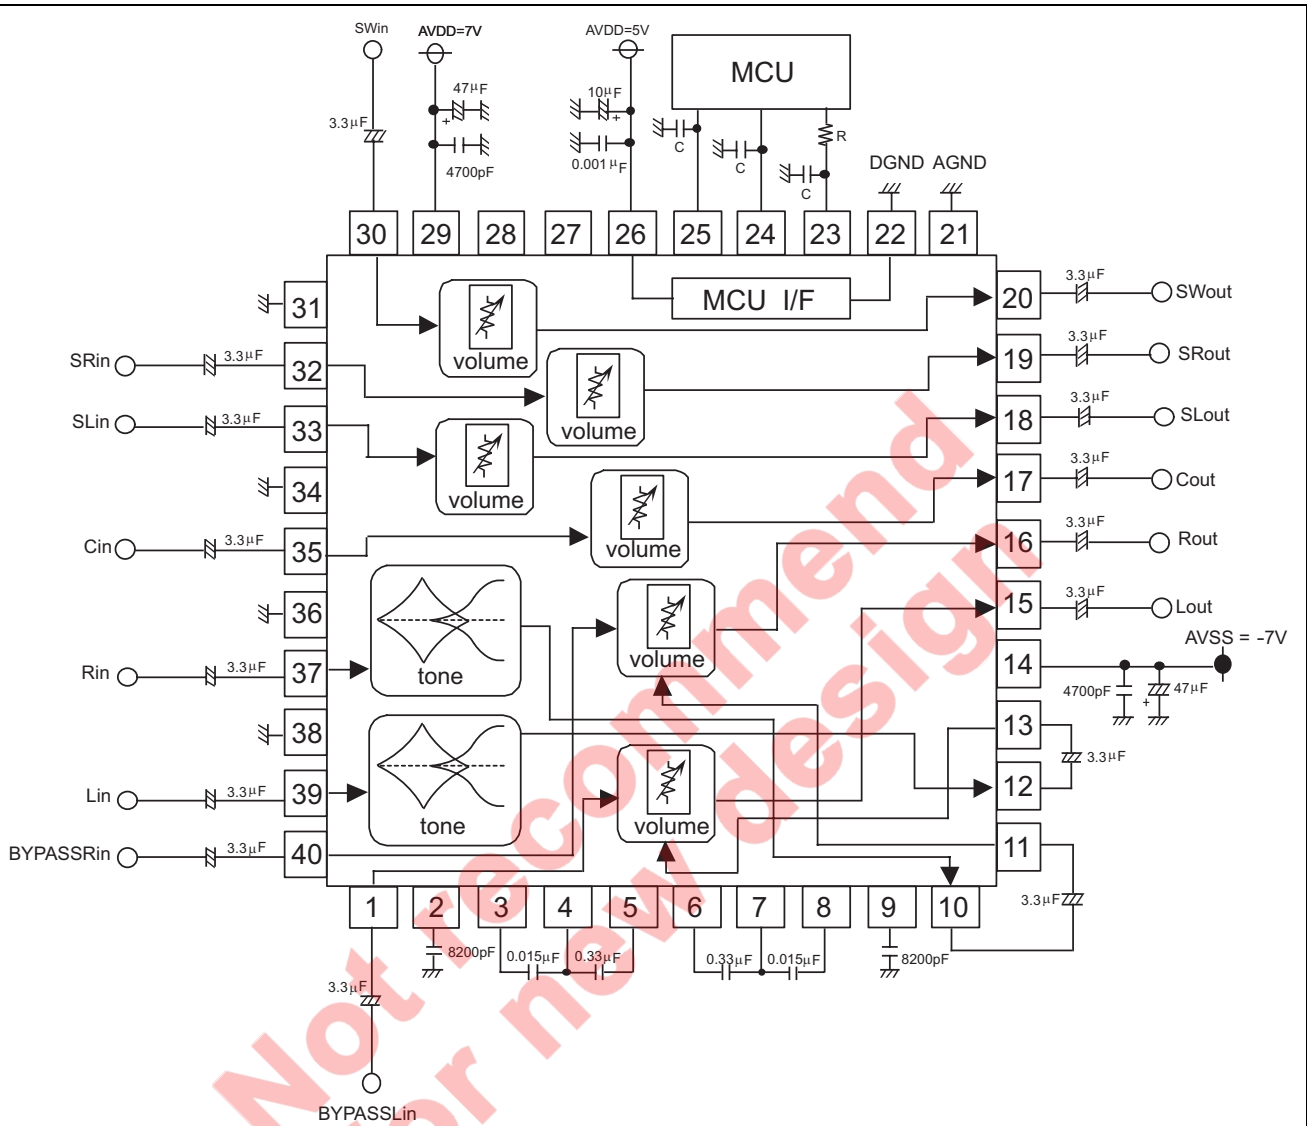 SWin
AVDD=7V
AVDD=5V
MCU
47μF
10μF
3.3μF
4700pF
0.001μF
C
C
C
R
DGND
AGND
30
29
28
27
26
25
24
23
22
21
MCU I/F
31
volume
20
3.3μF
SWout
SRin
3.3μF
32
volume
19
3.3μF
SRout
SLin
3.3μF
33
volume
18
3.3μF
SLout
34
17
3.3μF
Cout
Cin
3.3μF
35
volume
16
3.3μF
Rout
36
tone
volume
15
3.3μF
Lout
AVSS = -7V
Rin
3.3μF
37
14
4700pF
47μF
+
+
+
38
13
3.3μF
12
Lin
3.3μF
39
tone
volume
BYPASSRin
3.3μF
40
11
3.3μF
1
2
3
4
5
6
7
8
9
10
8200pF
0.015μF
0.33μF
0.33μF
0.015μF
8200pF
3.3μF
BYPASSLin
Not recommend
for new design